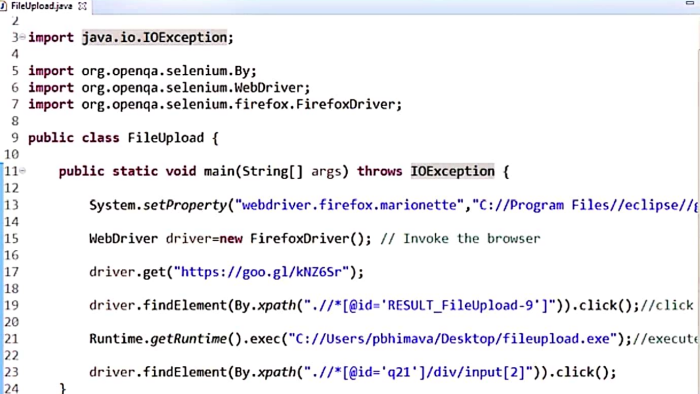 FileUpload.java
2
3 import java.io.IOException;
4
5 import org.openqa.selenium.By;
6 import org.openqa.selenium.WebDriver;
7 import org.openqa.selenium.firefox.FirefoxDriver;
8
9 public class FileUpload {
10
11 public static void main(String[] args) throws IOException {
12
13 System.setProperty("webdriver.firefox.marionette","C://Program Files//eclipse//g
14
15 WebDriver driver=new FirefoxDriver(); // Invoke the browser
16
17 driver.get("https://goo.gl/kNZ6Sr");
18
19 driver.findElement(By.xpath(".//*[@id='RESULT_FileUpload-9']")).click();//click
20
21 Runtime.getRuntime().exec("C://Users/pbhimava/Desktop/fileupload.exe");//execute
22
23 driver.findElement(By.xpath(".//*[@id='q21']/div/input[2]")).click();
24 }